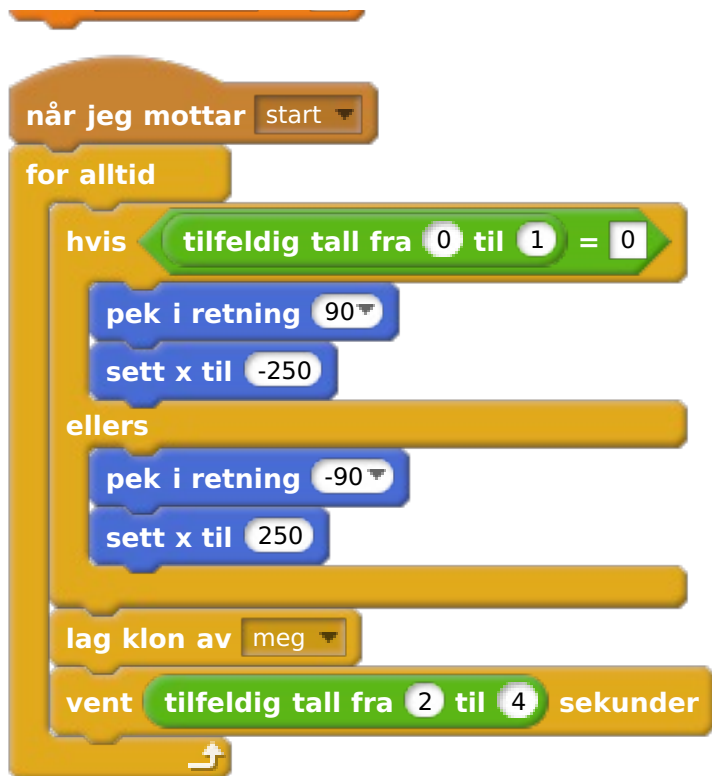 når jeg mottar start
for alltid
hvis tilfeldig tall fra 0 til 1 = 0
pek i retning 90
sett x til -250
ellers
pek i retning -90
sett x til 250
lag klon av meg
vent tilfeldig tall fra 2 til 4 sekunder